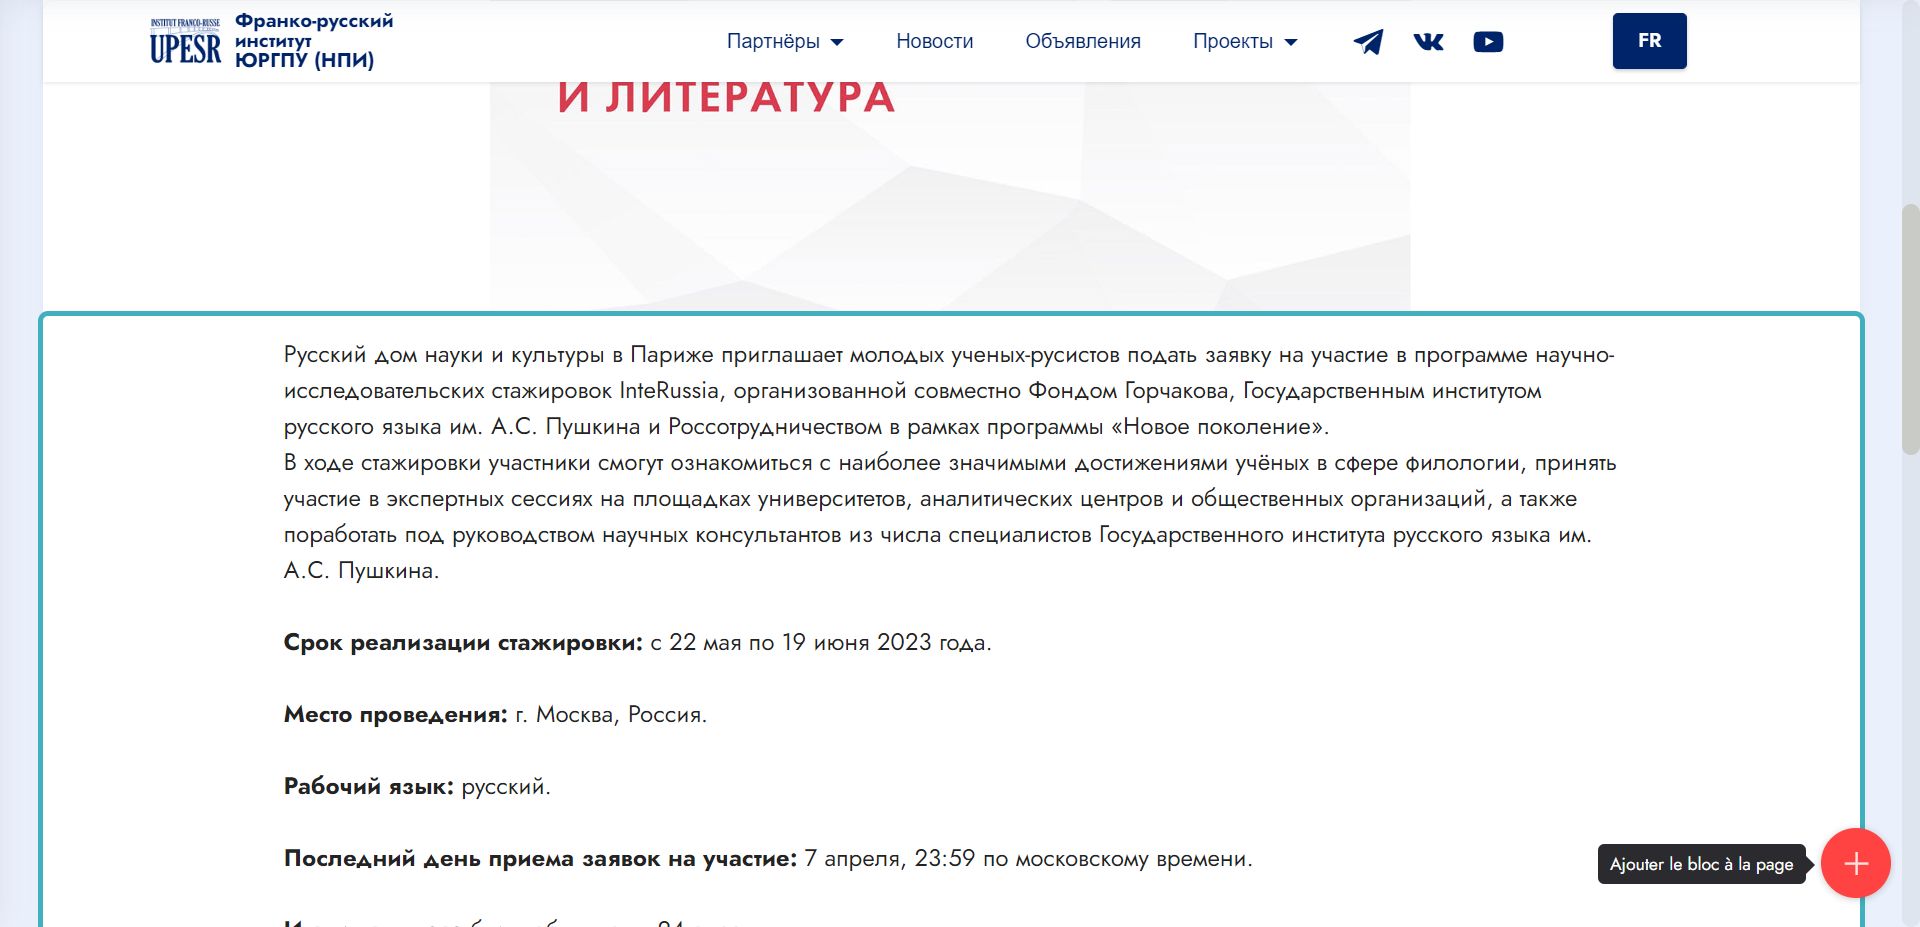 INSTITUT FRANCO-RUSSE
UPESR
Франко-русский
институт
ЮРГПУ (НПИ)
Партнёры
Новости
Объявления
Проекты
FR
И ЛИТЕРАТУРА
Русский дом науки и культуры в Париже приглашает молодых ученых-русистов подать заявку на участие в программе научно-
исследовательских стажировок InteRussia, организованной совместно Фондом Горчакова, Государственным институтом
русского языка им. А.С. Пушкина и Россотрудничеством в рамках программы «Новое поколение».
В ходе стажировки участники смогут ознакомиться с наиболее значимыми достижениями учёных в сфере филологии, принять
участие в экспертных сессиях на площадках университетов, аналитических центров и общественных организаций, а также
поработать под руководством научных консультантов из числа специалистов Государственного института русского языка им.
А.С. Пушкина.
Срок реализации стажировки: с 22 мая по 19 июня 2023 года.
Место проведения: г. Москва, Россия.
Рабочий язык: русский.
Последний день приема заявок на участие: 7 апреля, 23:59 по московскому времени.
Ajouter le bloc à la page